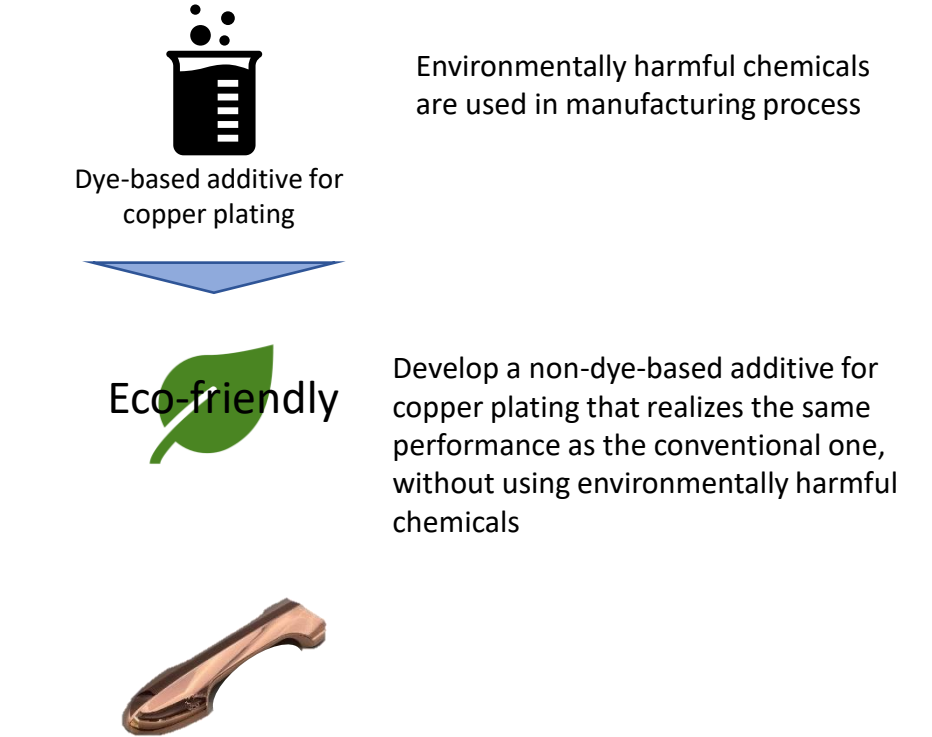 Environmentally harmful chemicals
are used in manufacturing process
Dye-based additive for
copper plating
Eco-friendly
Develop a non-dye-based additive for
copper plating that realizes the same
performance as the conventional one,
without using environmentally harmful
chemicals